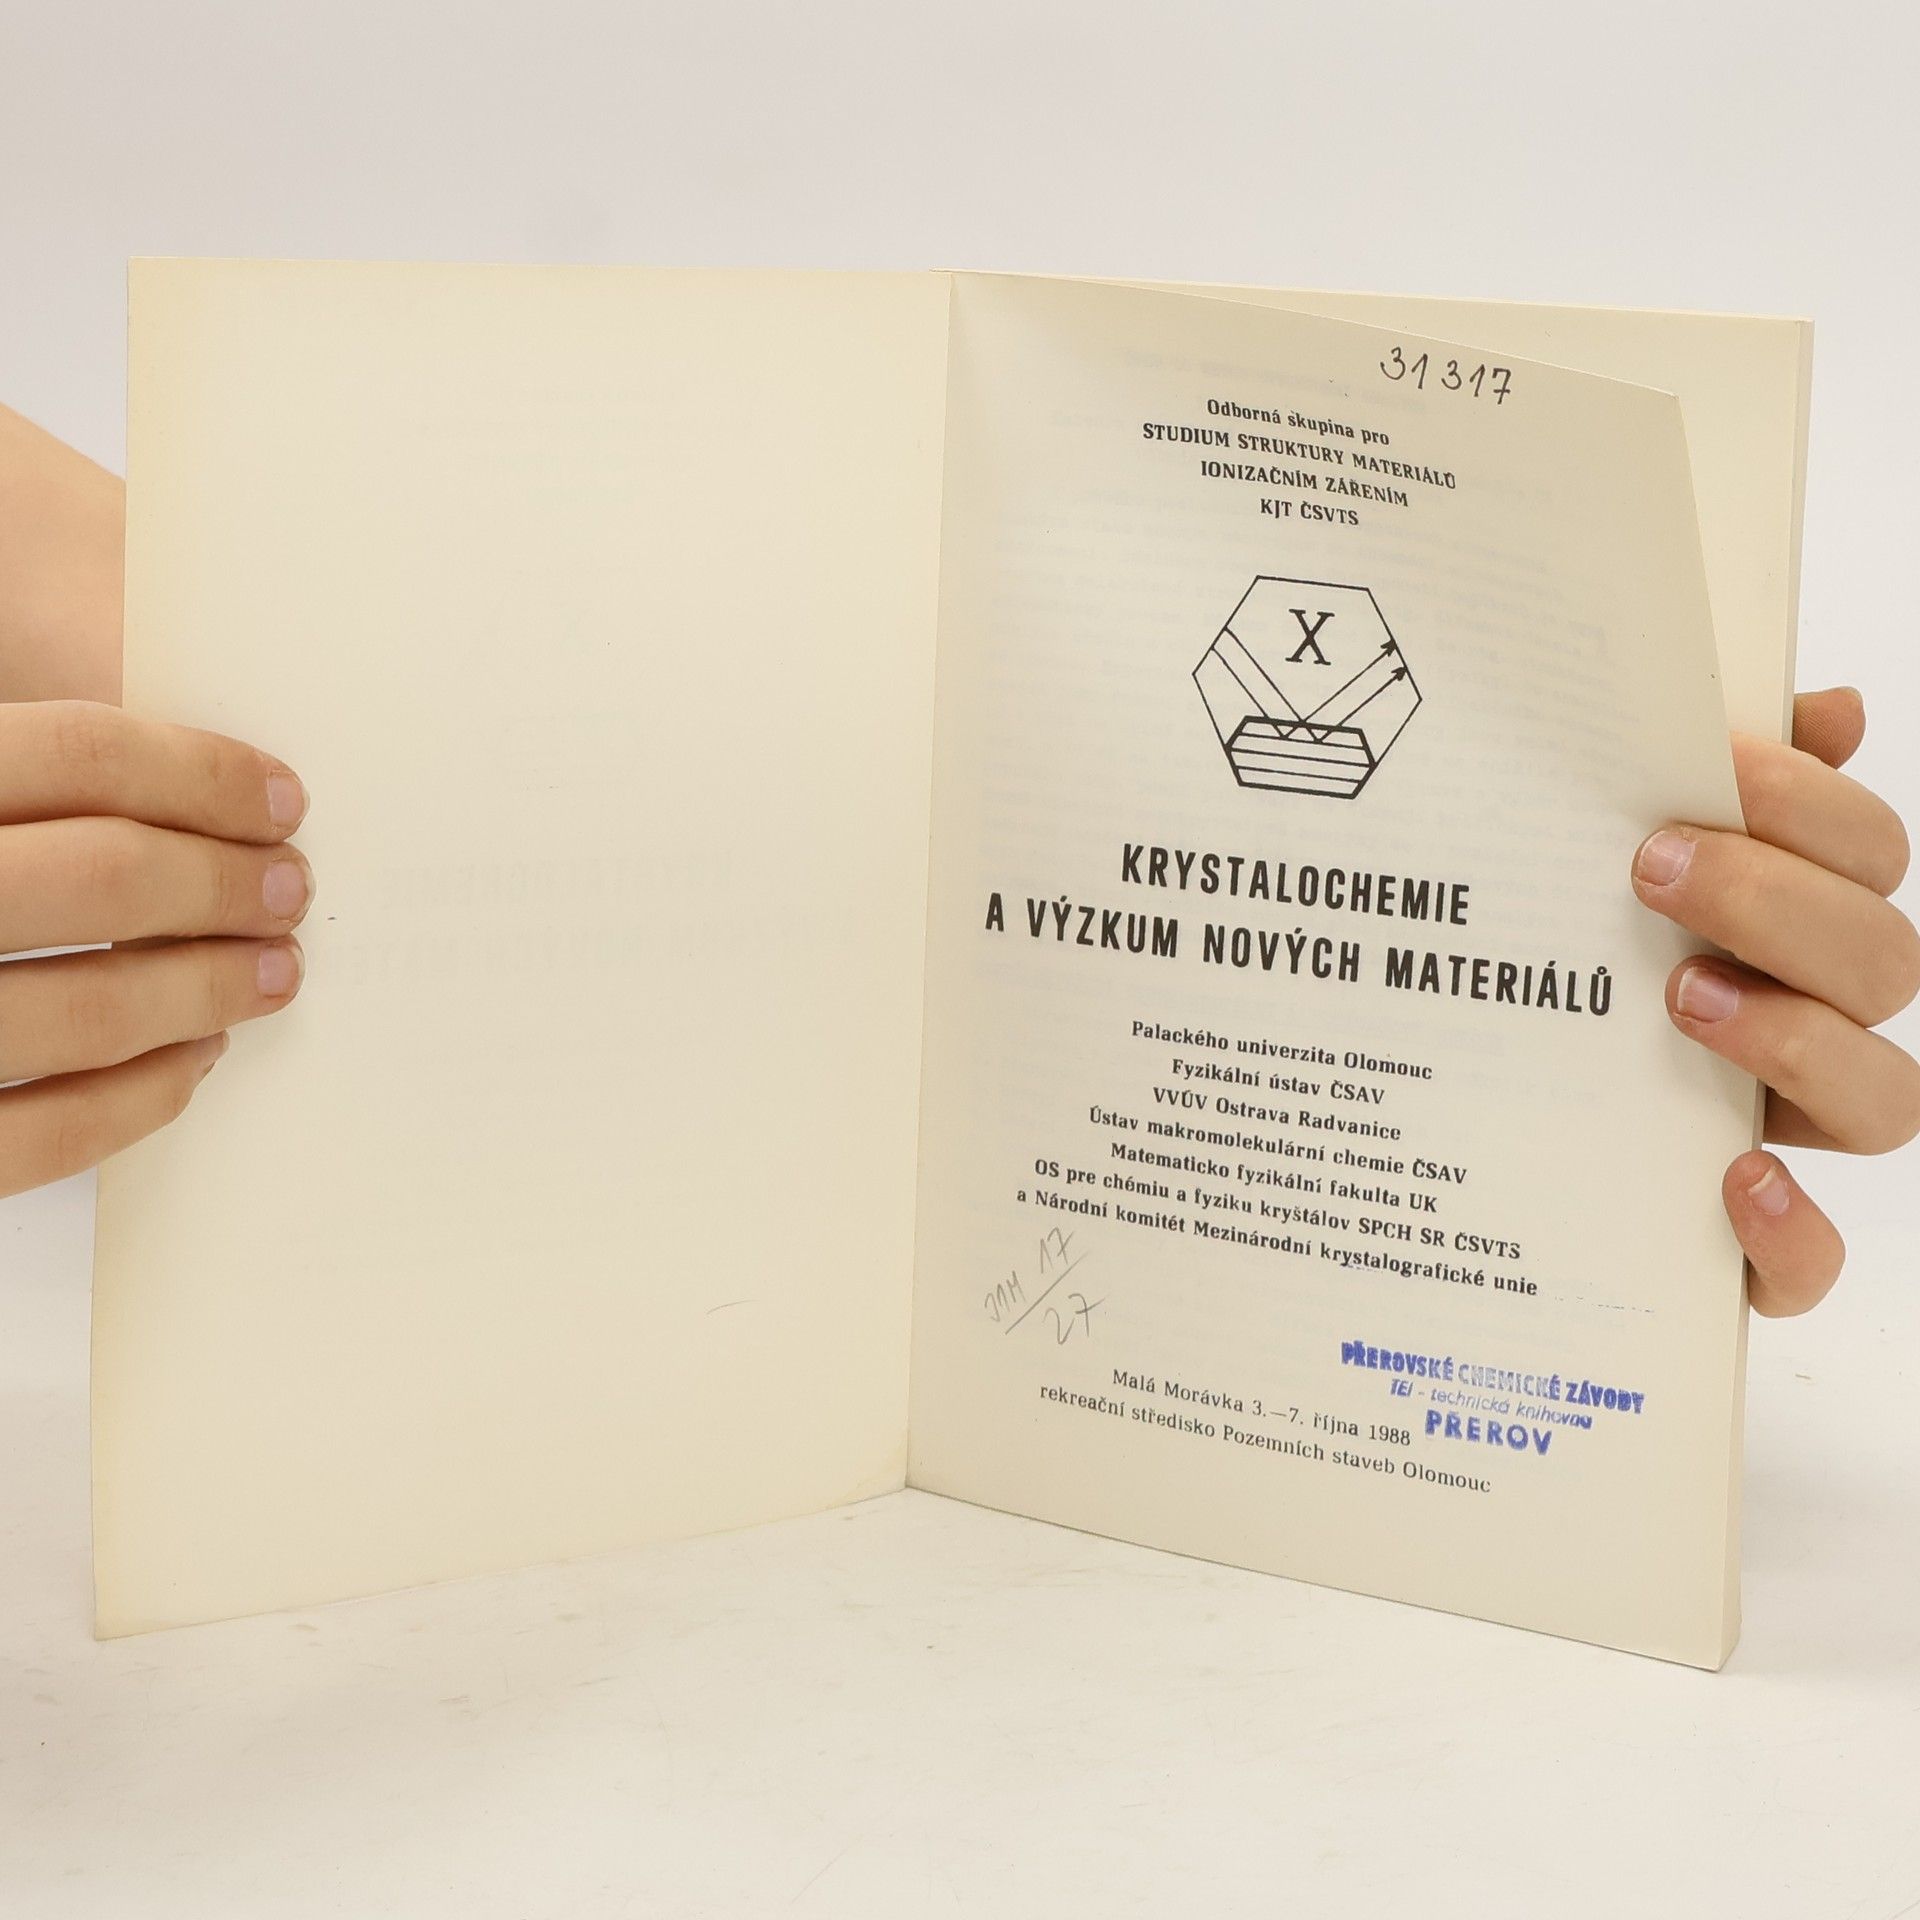 31 317
Odborná skupina pro
STUDIUM STRUKTURY MATERIÁLŮ
IONIZAČNÍM ZÁŘENÍM
KJT ČSVTS
X
KRYSTALOCHEMIE
A VÝZKUM NOVÝCH MATERIÁLŮ
Palackého univerzita Olomouc
Fyzikální ústav ČSAV
VVÚV Ostrava Radvanice
Ústav makromolekulární chemie ČSAV
Matematicko fyzikální fakulta UK
OS pre chémiu a fyziku kryštálov SPCH SR ČSVTS
a Národní komitét Mezinárodní krystalografické unie
17
27
PŘEROVSKÉ CHEMICKÉ ZÁVODY
TEI - technická knihovna
PŘEROV
Malá Morávka 3.—7. října 1988
rekreační středisko Pozemních staveb Olomouc